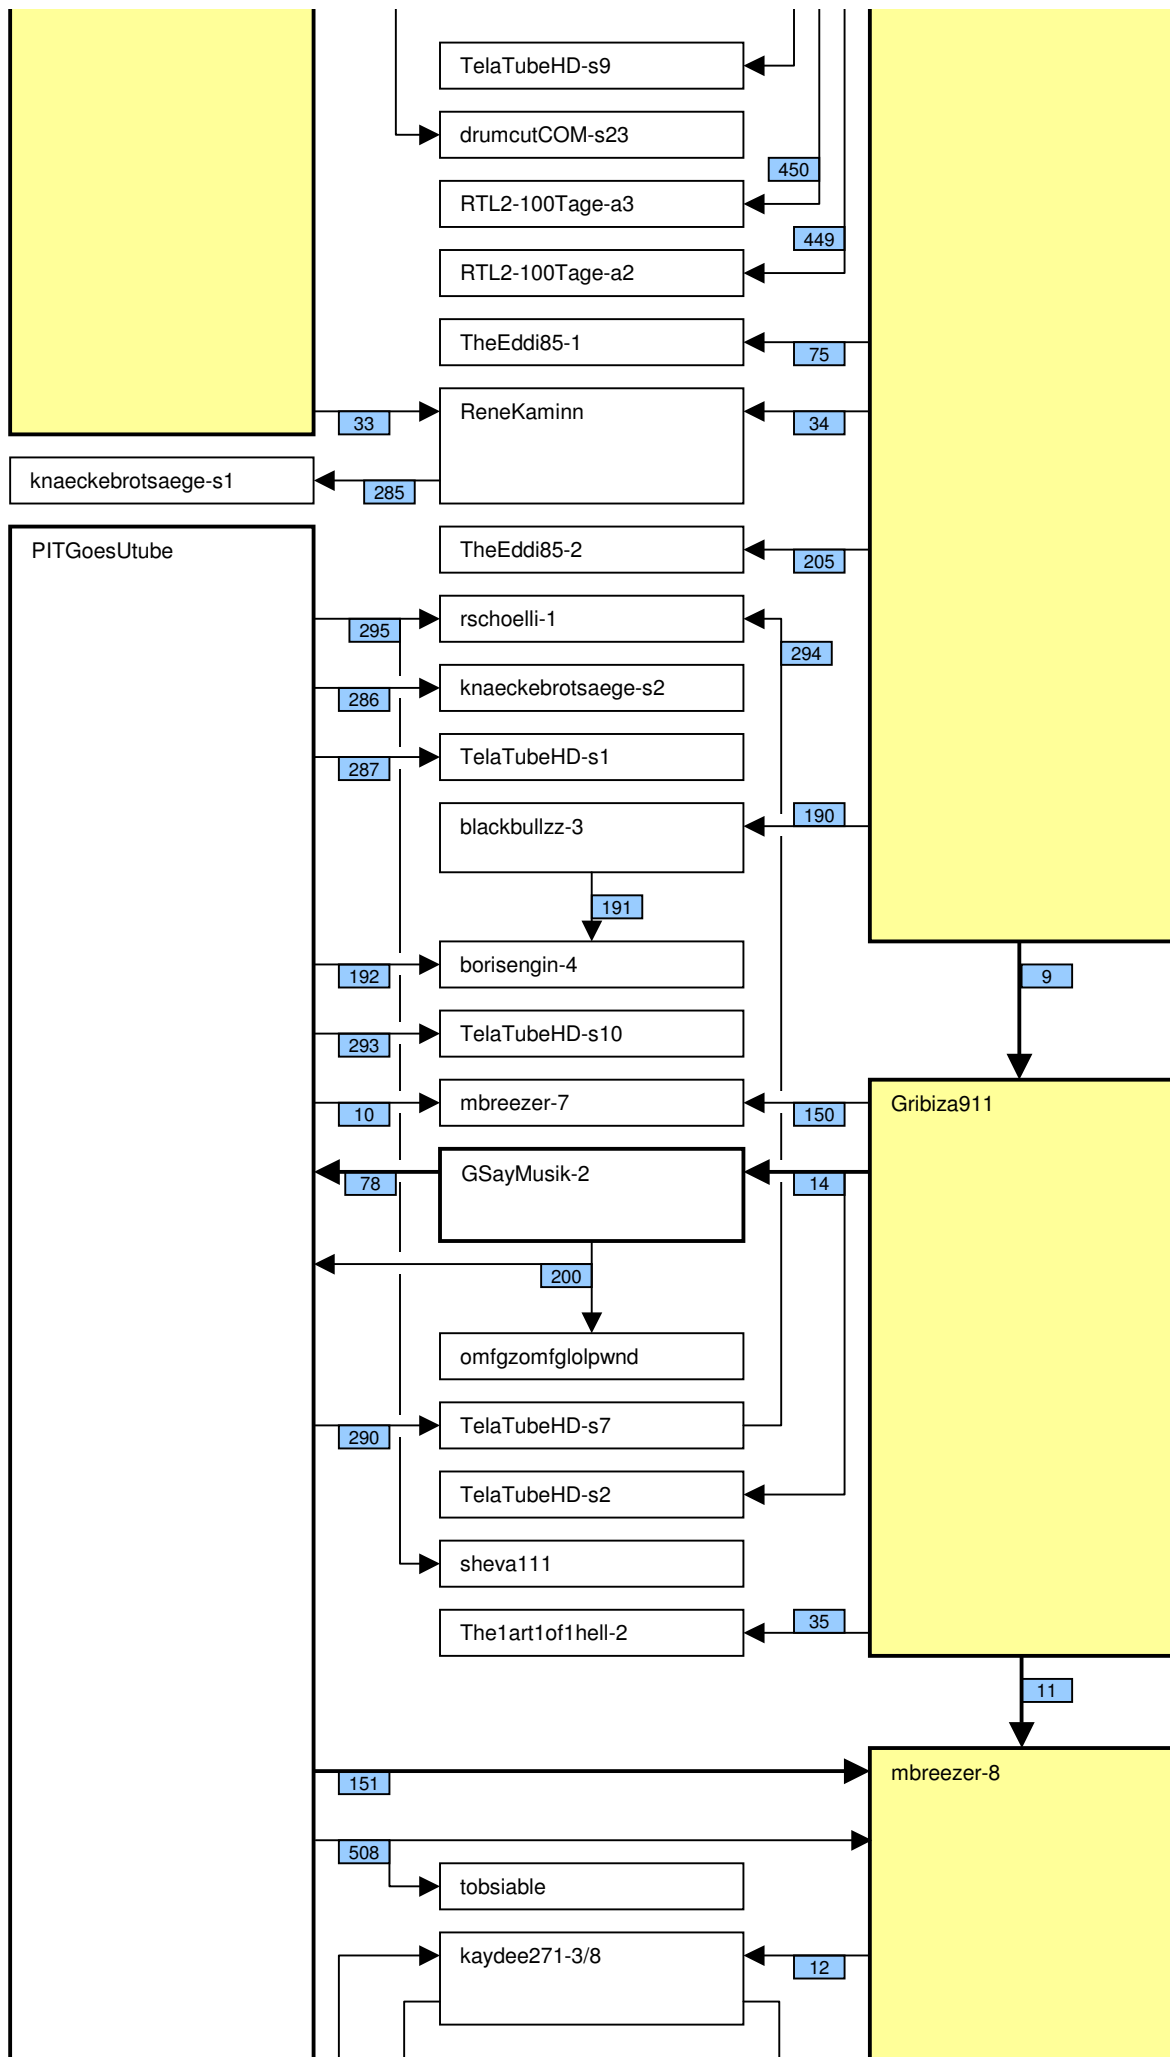 TelaTubeHD-s9
drumcutCOM-s23
450
RTL2-100Tage-a3
449
RTL2-100Tage-a2
TheEddi85-1
75
ReneKaminn
33
34
knaeckebrotsaege-s1
285
PITGoesUtube
TheEddi85-2
205
rschoelli-1
295
294
knaeckebrotsaege-s2
286
TelaTubeHD-s1
287
190
blackbullzz-3
191
borisengin-4
192
9
TelaTubeHD-s10
293
mbreezer-7
Gribiza911
10
150
GSayMusik-2
78
14
200
omfgzomfglolpwnd
TelaTubeHD-s7
290
TelaTubeHD-s2
sheva111
35
The1art1of1hell-2
11
mbreezer-8
151
508
tobsiable
kaydee271-3/8
12